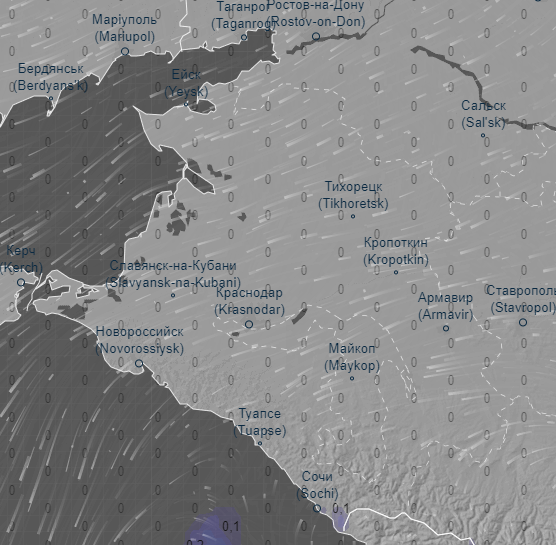 Ростов-на-Дону
Таганрог
(Rostov-on-Don)
(Taganrog)
Маріуполь
(Mariupol)
Бердянськ
(Berdyans'k)
Ейск
(Yeysk)
Сальск
(Sal'sk)
Тихорецк
(Tikhoretsk)
Кропоткин
(Kropotkin)
Керч
(Kerch)
Славянск-на-Кубани
(Slavyansk-na-Kubani)
Краснодар
(Krasnodar)
Армавир
(Armavir)
Ставрополь
(Stavropol)
Новороссийск
(Novorossiysk)
Майкоп
(Maykop)
Туапсе
(Tuapse)
Сочи
(Sochi)
0,1
0,1